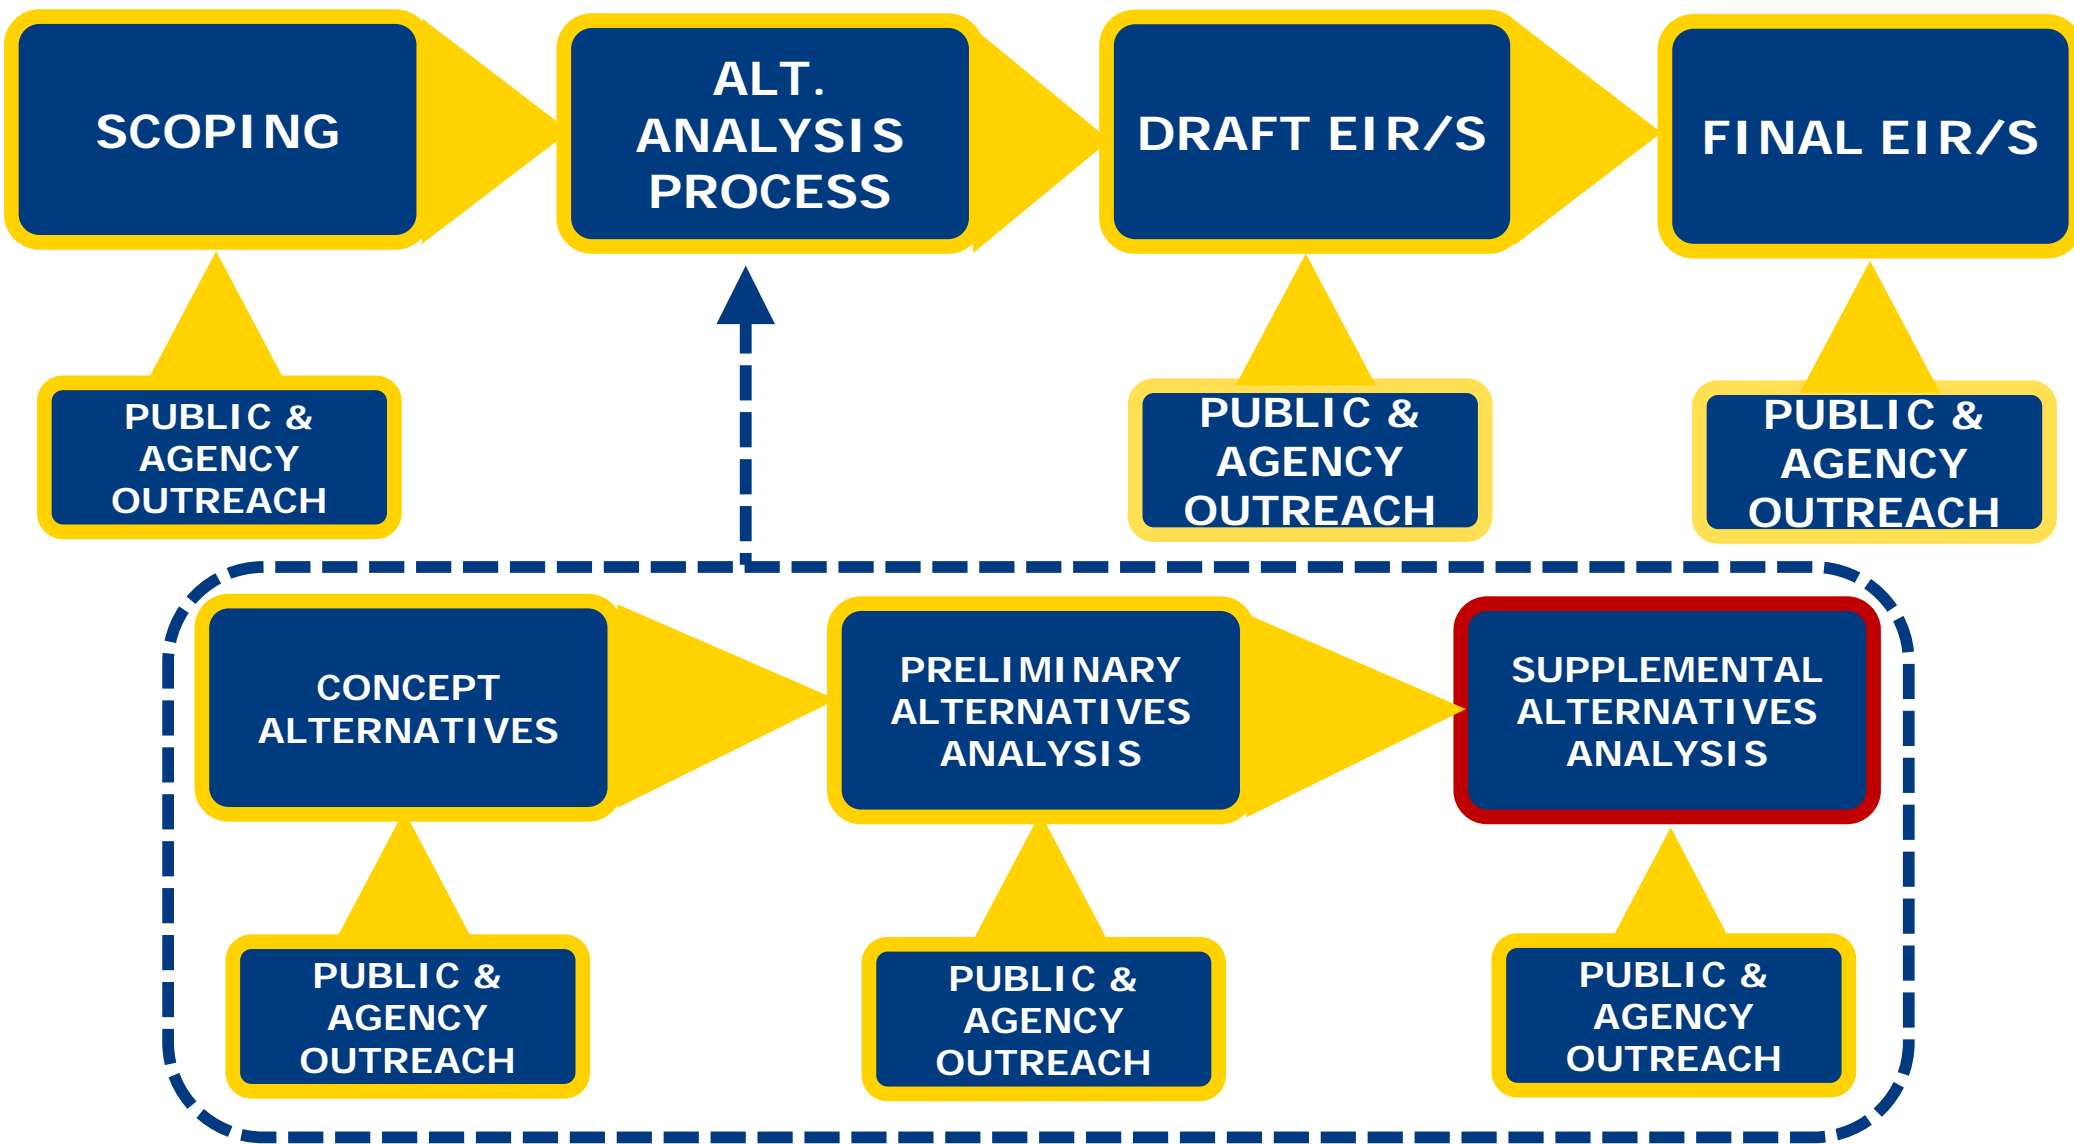 SCOPING
ALT.
ANALYSIS
PROCESS
DRAFT EIR/S
FINAL EIR/S
PUBLIC &
AGENCY
OUTREACH
PUBLIC &
AGENCY
OUTREACH
PUBLIC &
AGENCY
OUTREACH
CONCEPT
ALTERNATIVES
PRELIMINARY
ALTERNATIVES
ANALYSIS
SUPPLEMENTAL
ALTERNATIVES
ANALYSIS
PUBLIC &
AGENCY
OUTREACH
PUBLIC &
AGENCY
OUTREACH
PUBLIC &
AGENCY
OUTREACH